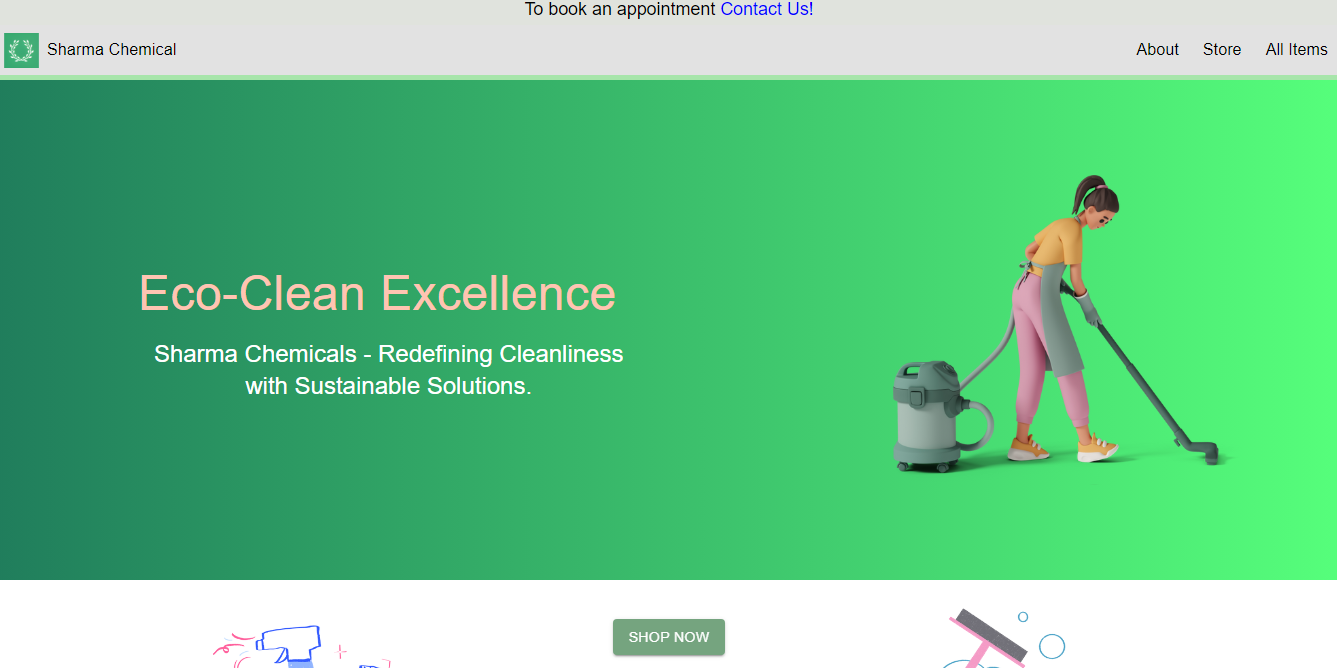 To book an appointment Contact Us!
Sharma Chemical
About Store All Items
Eco-Clean Excellence
Sharma Chemicals - Redefining Cleanliness
with Sustainable Solutions.
SHOP NOW